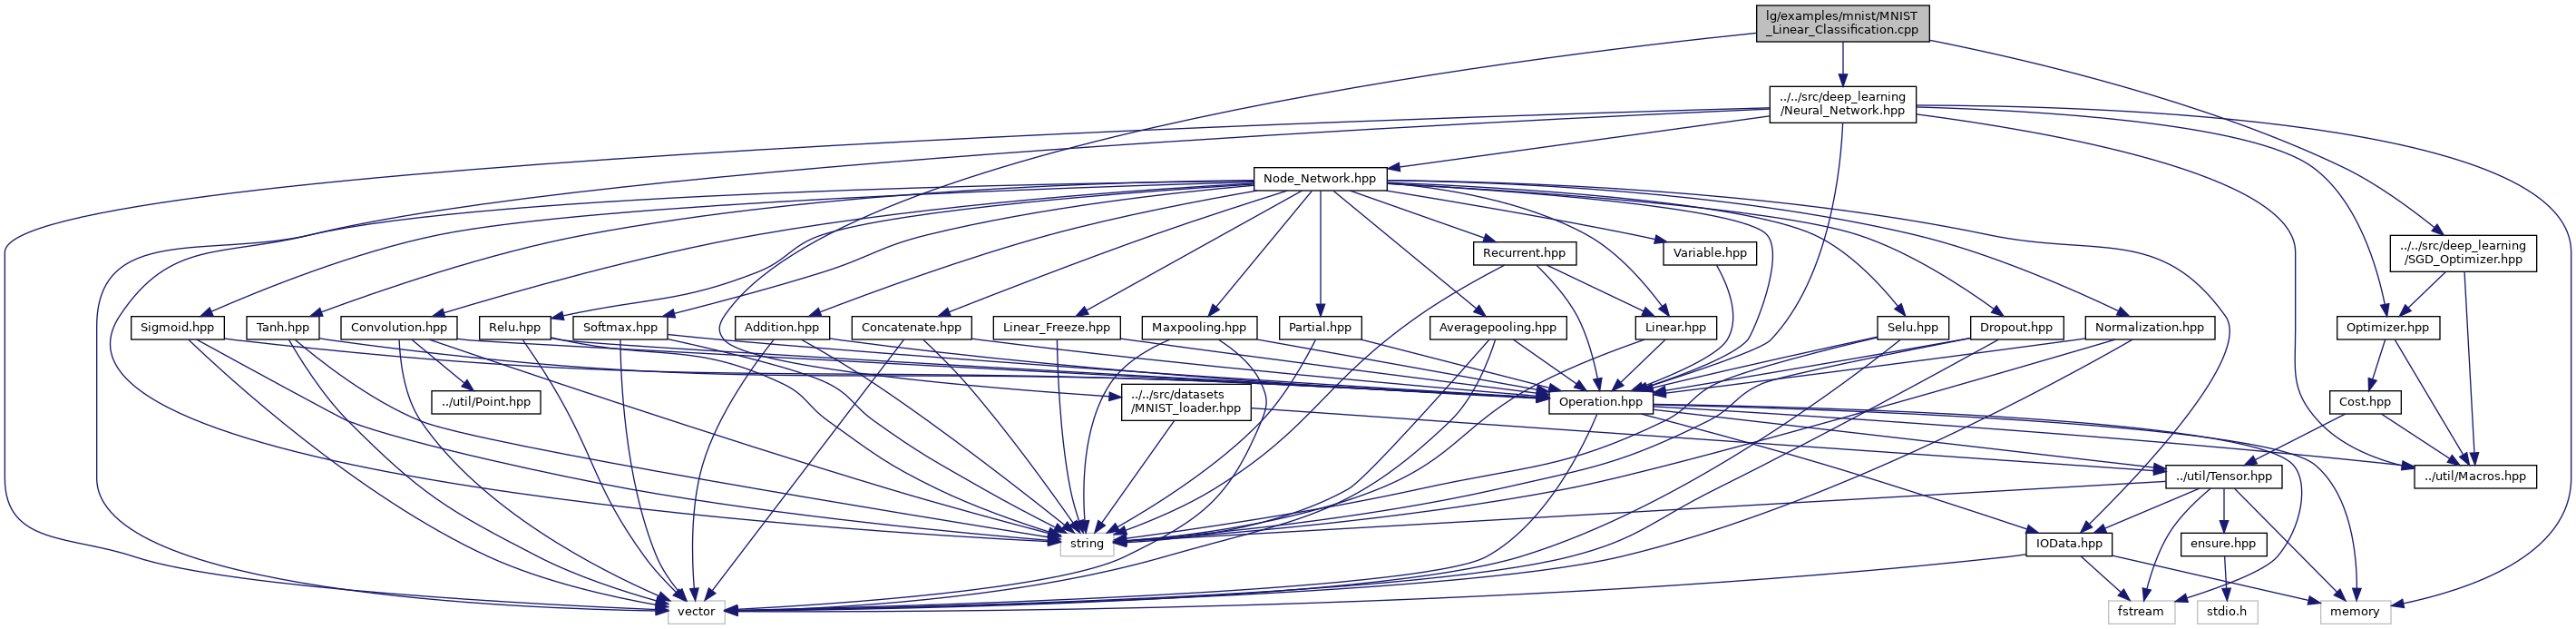 lg/examples/mnist/MNIST
_Linear_Classification.cpp
../../src/deep_learning
/Neural_Network.hpp
Node_Network.hpp
Recurrent.hpp
Variable.hpp
../../src/deep_learning
/SGD_Optimizer.hpp
Sigmoid.hpp
Tanh.hpp
Convolution.hpp
Relu.hpp
Softmax.hpp
Addition.hpp
Concatenate.hpp
Linear_Freeze.hpp
Maxpooling.hpp
Partial.hpp
Averagepooling.hpp
Linear.hpp
Selu.hpp
Dropout.hpp
Normalization.hpp
Optimizer.hpp
../util/Point.hpp
../../src/datasets
/MNIST_loader.hpp
Operation.hpp
Cost.hpp
../util/Tensor.hpp
../util/Macros.hpp
string
IOData.hpp
ensure.hpp
vector
fstream
stdio.h
memory